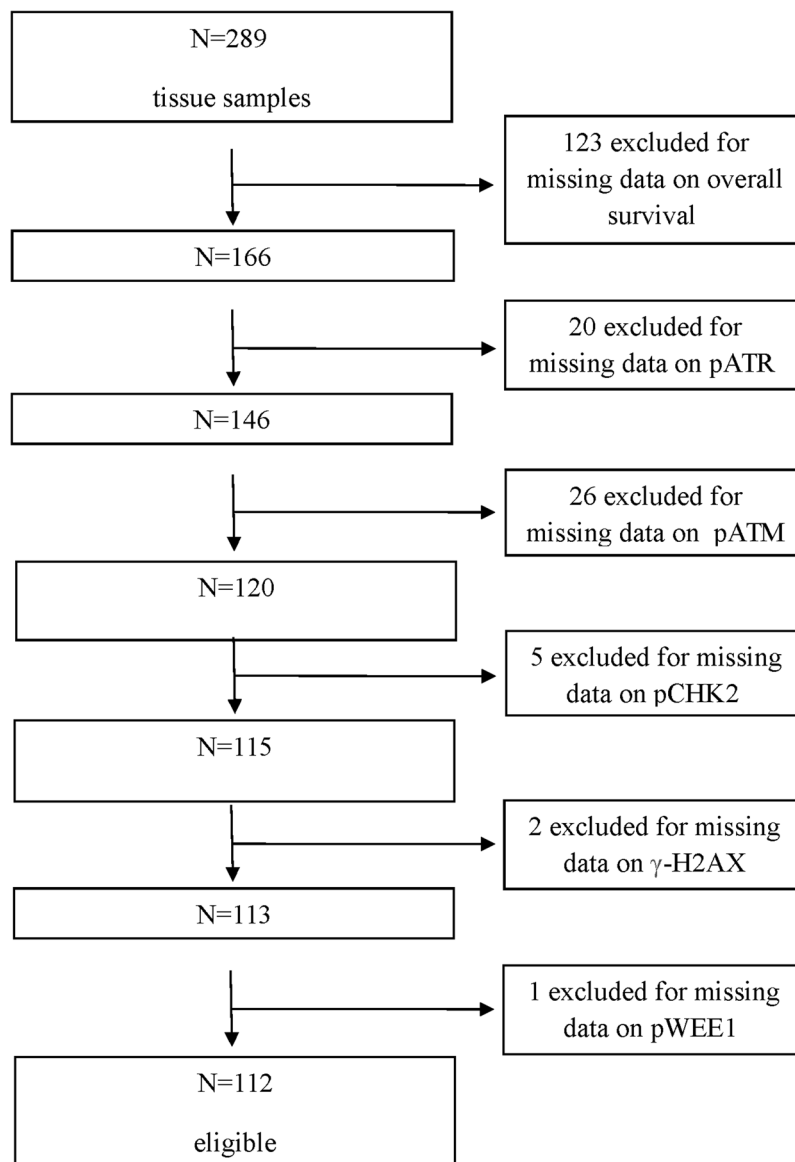 N=289
tissue samples
123 excluded for
missing data on overall
survival
N=166
20 excluded for
missing data on pATR
N=146
26 excluded for
missing data on pATM
N=120
5 excluded for missing
data on pCHK2
N=115
2 excluded for missing
data on γ-H2AX
N=113
1 excluded for missing
data on pWEE1
N=112
eligible